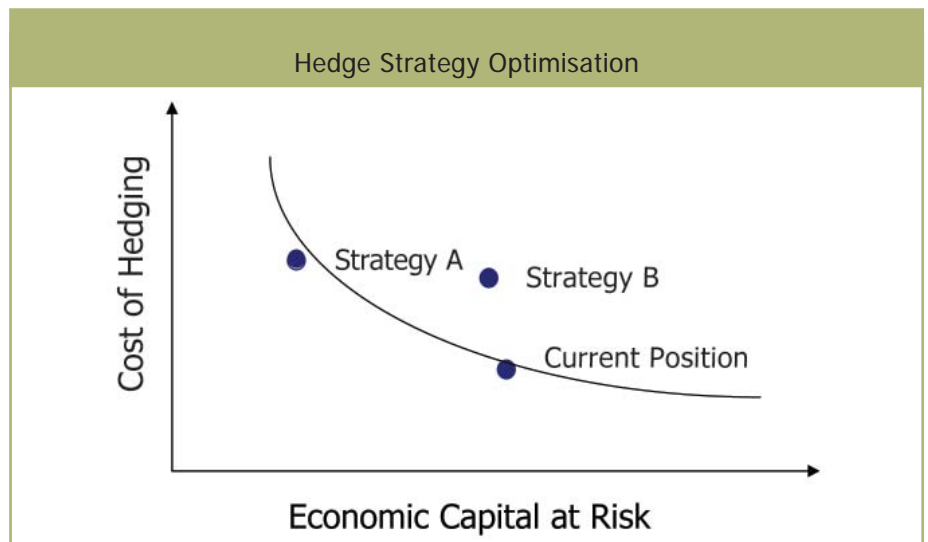 Hedge Strategy Optimisation
Cost of Hedging
Strategy A
Strategy B
Current Position
Economic Capital at Risk